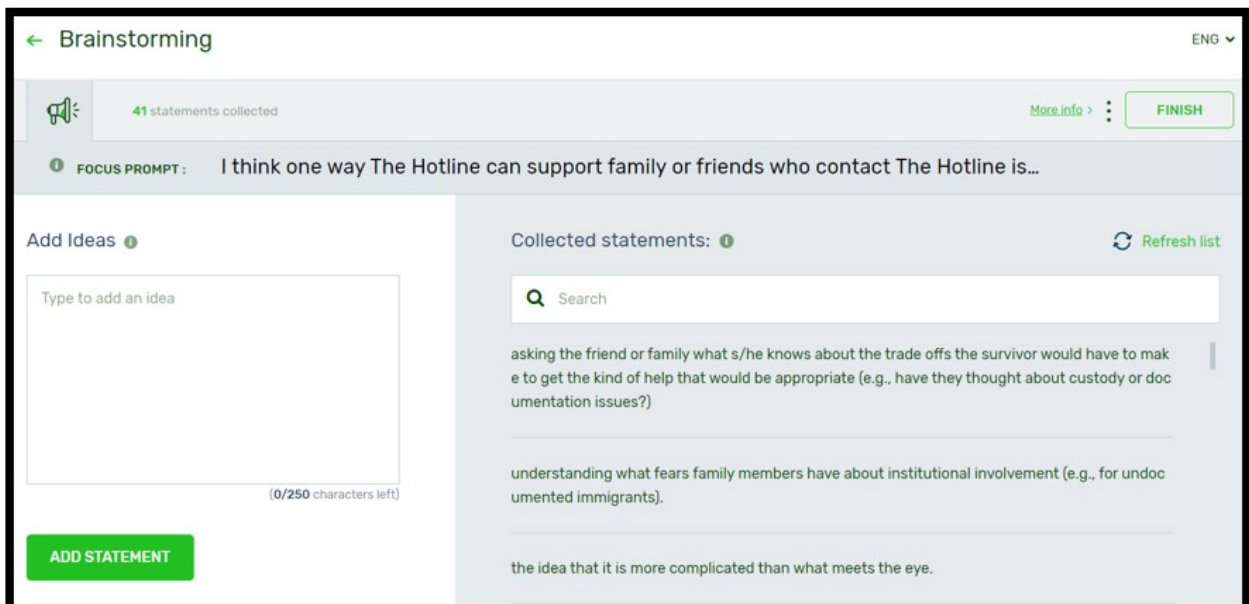 ← Brainstorming
ENG
41 statements collected
More info >
FINISH
FOCUS PROMPT :
I think one way The Hotline can support family or friends who contact The Hotline is...
Add Ideas
Type to add an idea
(0/250 characters left)
ADD STATEMENT
Collected statements:
Refresh list
Search
asking the friend or family what s/he knows about the trade offs the survivor would have to mak
e to get the kind of help that would be appropriate (e.g., have they thought about custody or doc
umentation issues?)
understanding what fears family members have about institutional involvement (e.g., for undoc
umented immigrants).
the idea that it is more complicated than what meets the eye.